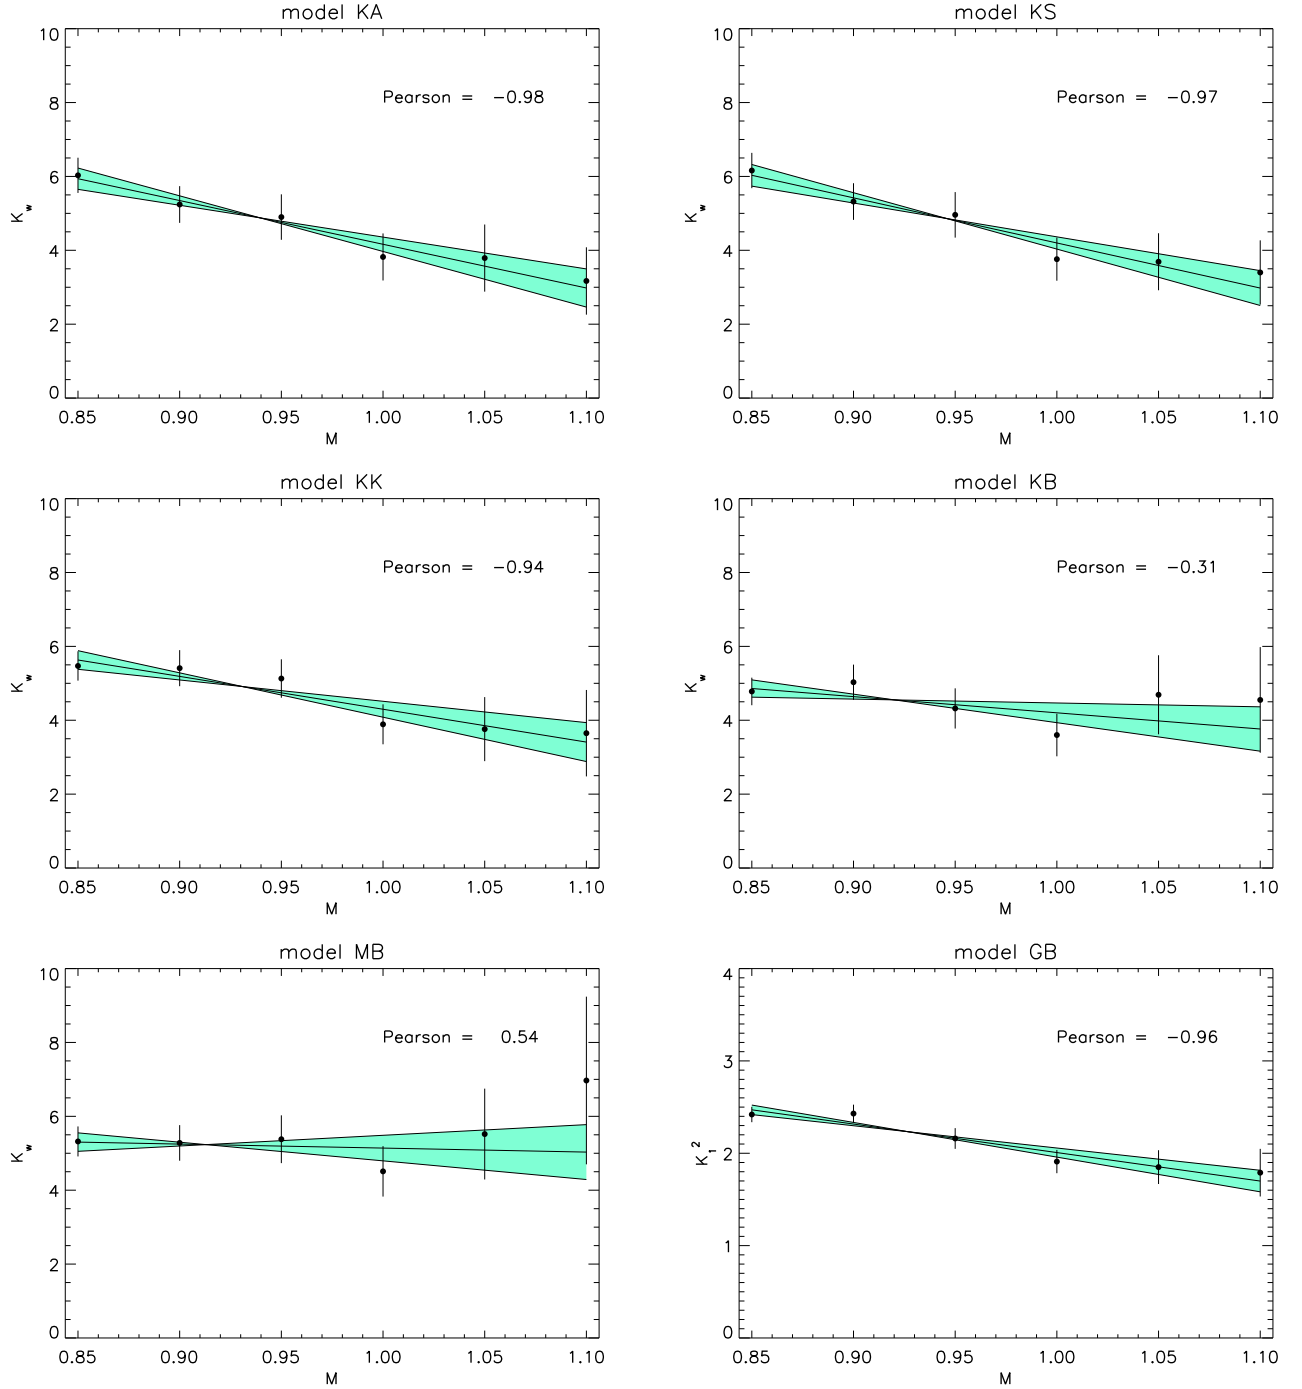 model KA
10
8
6
4
2
0
K w
Pearson = −0.98
0.85 0.90 0.95 1.00 1.05 1.10
M
model KS
10
8
6
4
2
0
K w
Pearson = −0.97
0.85 0.90 0.95 1.00 1.05 1.10
M
model KK
10
8
6
4
2
0
K w
Pearson = −0.94
0.85 0.90 0.95 1.00 1.05 1.10
M
model KB
10
8
6
4
2
0
K w
Pearson = −0.31
0.85 0.90 0.95 1.00 1.05 1.10
M
model MB
10
8
6
4
2
0
K w
Pearson = 0.54
0.85 0.90 0.95 1.00 1.05 1.10
M
model GB
4
3
2
1
0
K 1 2
Pearson = −0.96
0.85 0.90 0.95 1.00 1.05 1.10
M